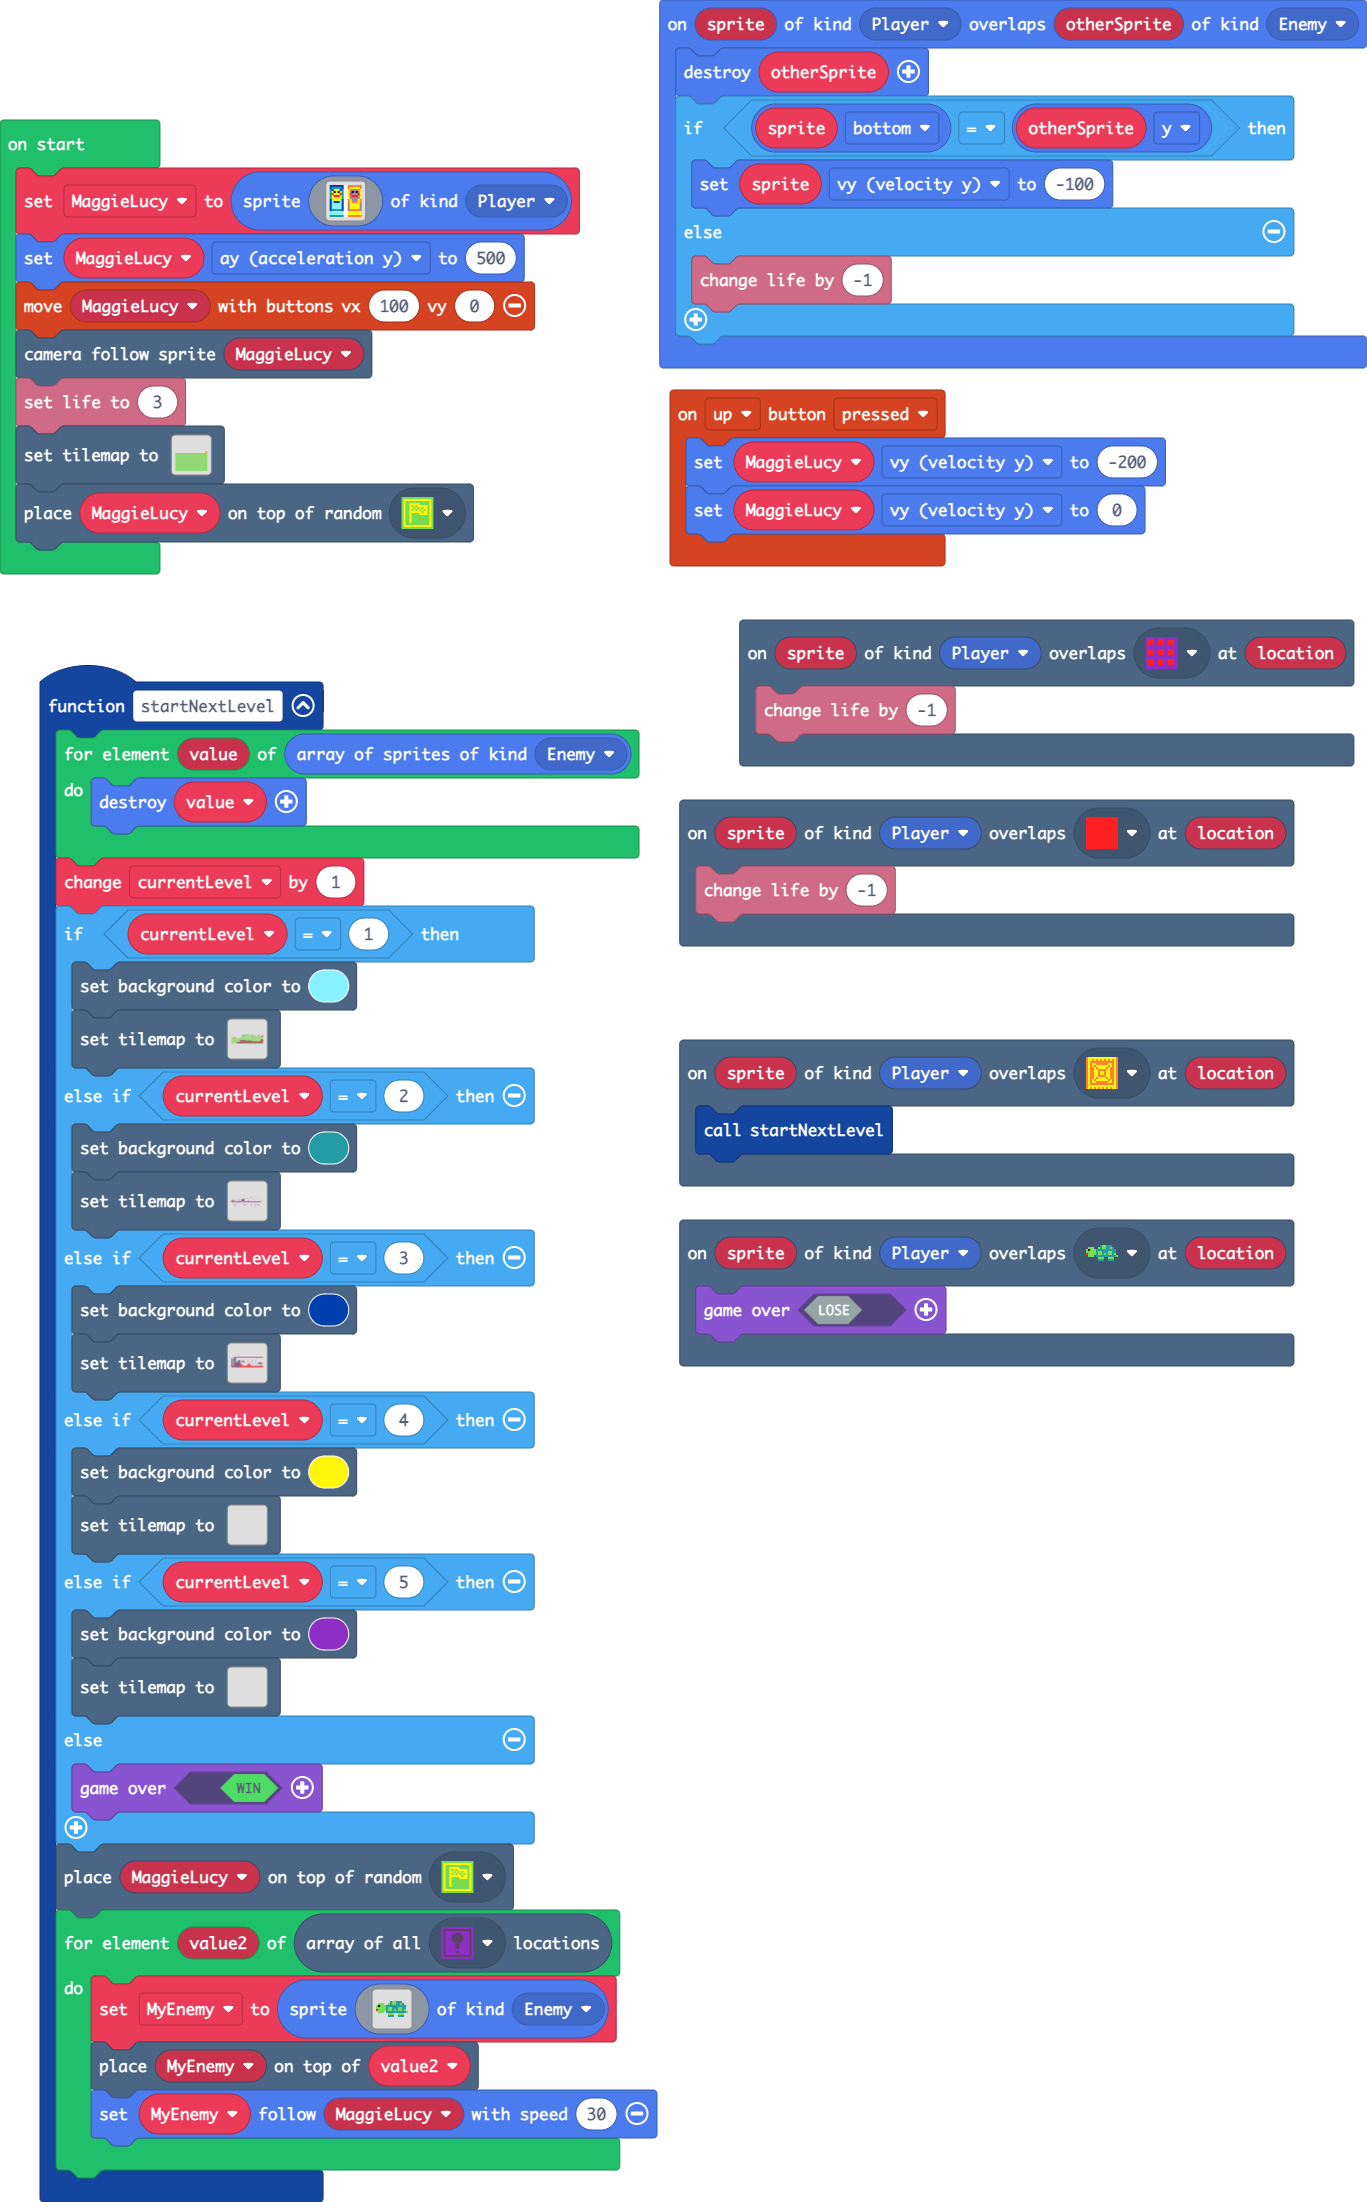 on start
set MaggieLucy to sprite of kind Player
set MaggieLucy ay (acceleration y) to 500
move MaggieLucy with buttons vx 100 vy 0
camera follow sprite MaggieLucy
set life to 3
set tilemap to
place MaggieLucy on top of random
on sprite of kind Player overlaps otherSprite of kind Enemy
destroy otherSprite
if sprite bottom = otherSprite y then
set sprite vy (velocity y) to -100
else
change life by -1
on up button pressed
set MaggieLucy vy (velocity y) to -200
set MaggieLucy vy (velocity y) to 0
function startNextLevel
for element value of array of sprites of kind Enemy
do destroy value
change currentLevel by 1
if currentLevel = 1 then
set background color to
set tilemap to
else if currentLevel = 2 then
set background color to
set tilemap to
else if currentLevel = 3 then
set background color to
set tilemap to
else if currentLevel = 4 then
set background color to
set tilemap to
else if currentLevel = 5 then
set background color to
set tilemap to
else
game over WIN
place MaggieLucy on top of random
for element value2 of array of all locations
do set MyEnemy to sprite of kind Enemy
place MyEnemy on top of value2
set MyEnemy follow MaggieLucy with speed 30
on sprite of kind Player overlaps at location
change life by -1
on sprite of kind Player overlaps at location
change life by -1
on sprite of kind Player overlaps at location
call startNextLevel
on sprite of kind Player overlaps at location
game over LOSE